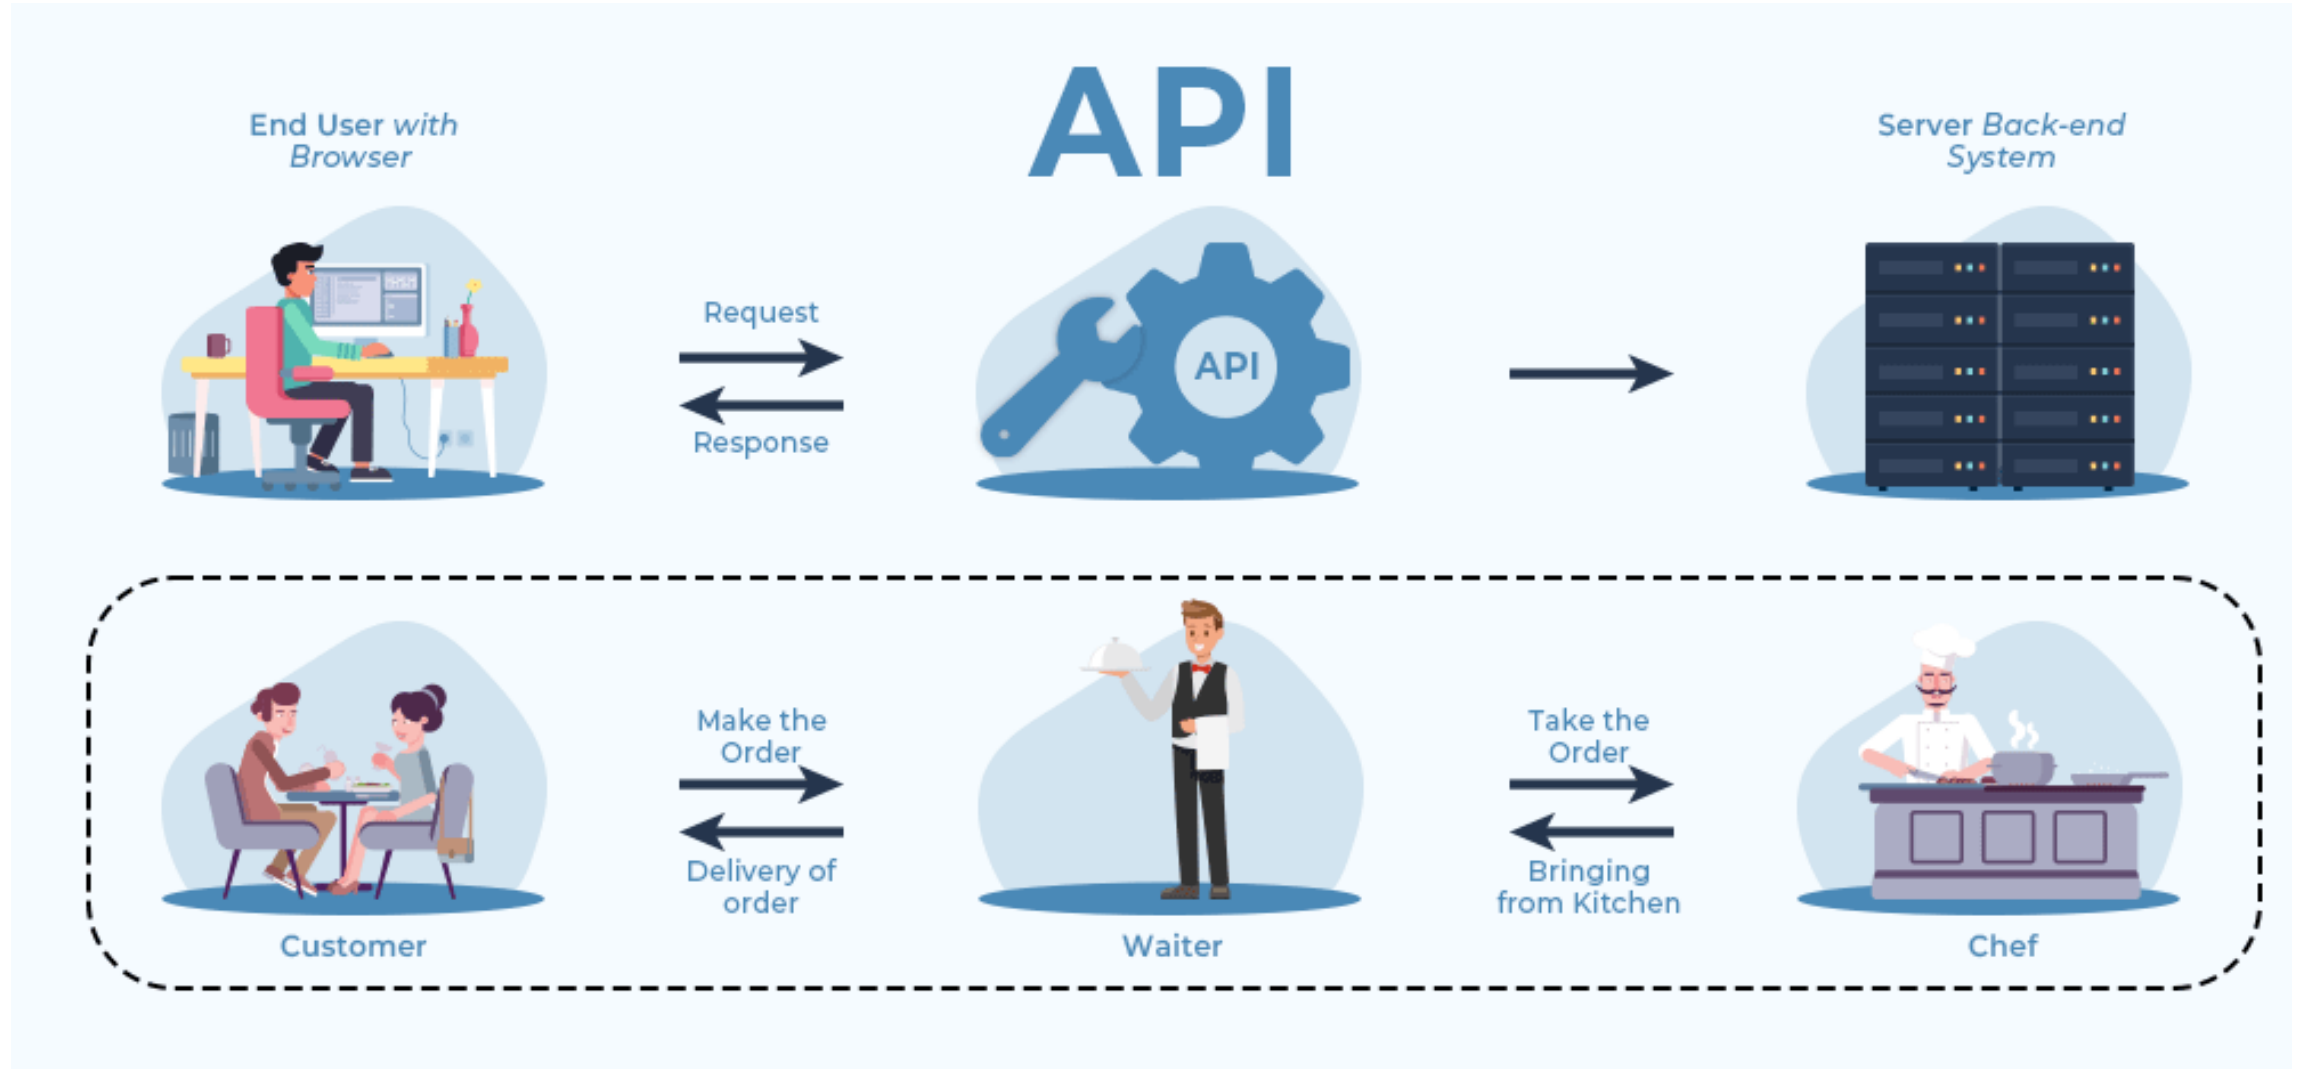 API
End User with
Browser
Server Back-end
System
Request
Response
API
Make the
Order
Delivery of
order
Take the
Order
Bringing
from Kitchen
Customer
Waiter
Chef